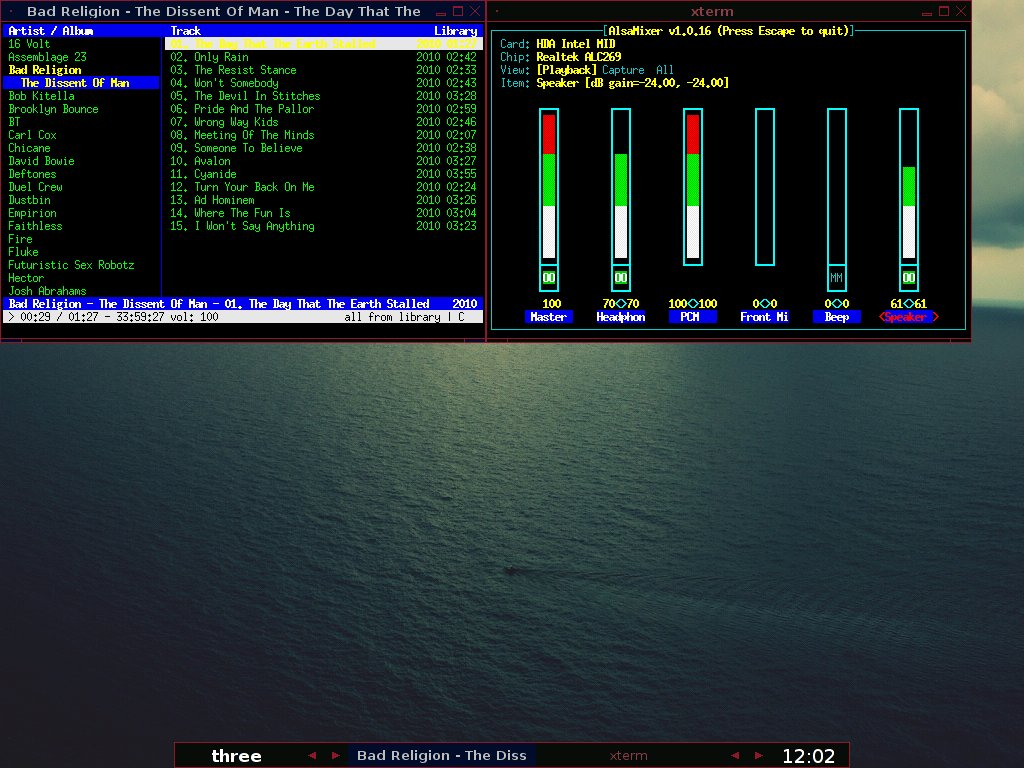 Bad Religion - The Dissent Of Man - The Day That The
Artist / Album
16 Volt
Assemblage 23
Bad Religion
The Dissent Of Man
Bob Kitella
Brooklyn Bounce
BT
Carl Cox
Chicane
David Bowie
Deftones
Duel Crew
Dustbin
Empirion
Faithless
Fire
Fluke
Futuristic Sex Robotz
Hector
Josh Abrahams
Track Library
01. The Day That The Earth Stalled 2010 01:27
02. Only Rain 2010 02:42
03. The Resist Stance 2010 02:33
04. Won't Somebody 2010 02:43
05. The Devil In Stitches 2010 03:28
06. Pride And The Pallor 2010 02:59
07. Wrong Way Kids 2010 02:46
08. Meeting Of The Minds 2010 02:07
09. Someone To Believe 2010 02:38
10. Avalon 2010 03:27
11. Cyanide 2010 03:55
12. Turn Your Back On Me 2010 02:24
13. Ad Hominem 2010 03:26
14. Where The Fun Is 2010 03:04
15. I Won't Say Anything 2010 03:23
Bad Religion - The Dissent Of Man - 01. The Day That The Earth Stalled 2010
> 00:29 / 01:27 - 33:59:27 vol: 100 all from library | C
xterm
[AlsaMixer v1.0.16 (Press Escape to quit)]
Card: HDA Intel MID
Chip: Realtek ALC269
View: [Playback] Capture All
Item: Speaker [dB gain=-24.00, -24.00]
OO OO MM OO
100 70<>70 100<>100 0<>0 0<>0 61<>61
Master Headphon PCM Front Mi Beep <Speaker >
three Bad Religion - The Diss xterm 12:02